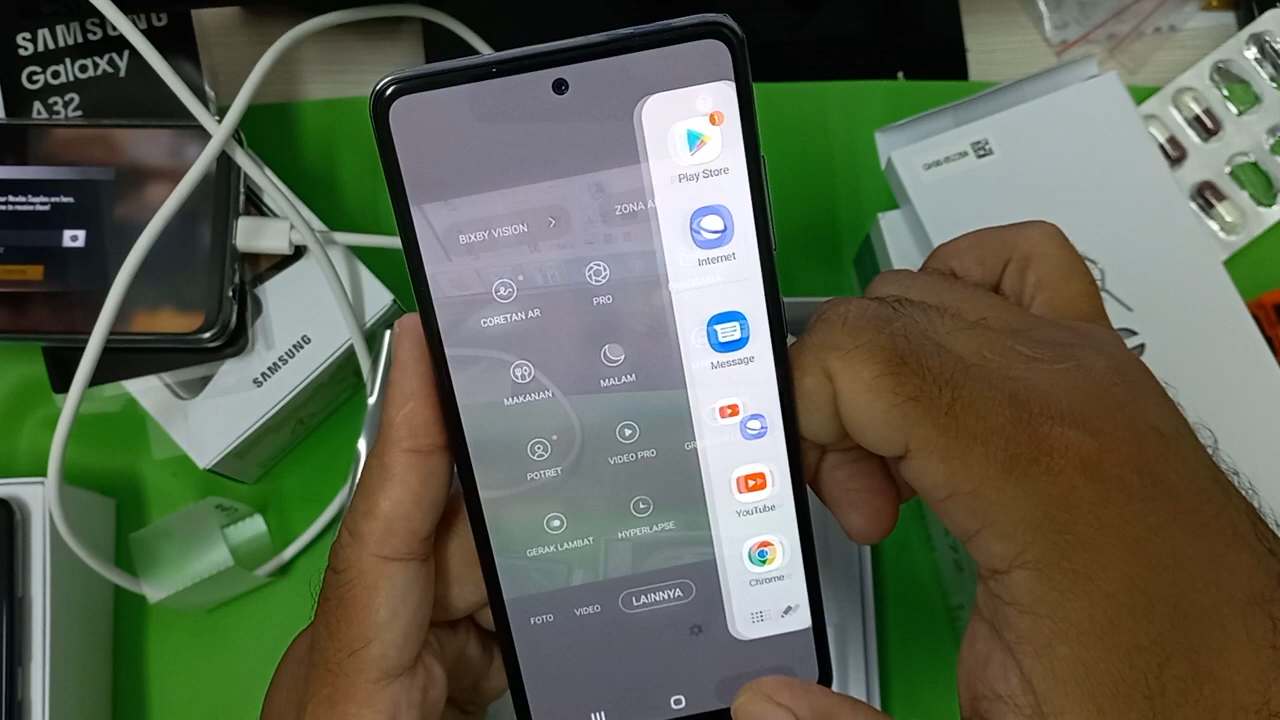 SAMSUNG
Galaxy
A32
SAMSUNG
BIXBY VISION
ZONA A
CORETAN AR
PRO
MAKANAN
MALAM
POTRET
VIDEO PRO
GERAK LAMBAT
HYPERLAPSE
FOTO
VIDEO
LAINNYA
Play Store
Internet
Message
YouTube
Chrome